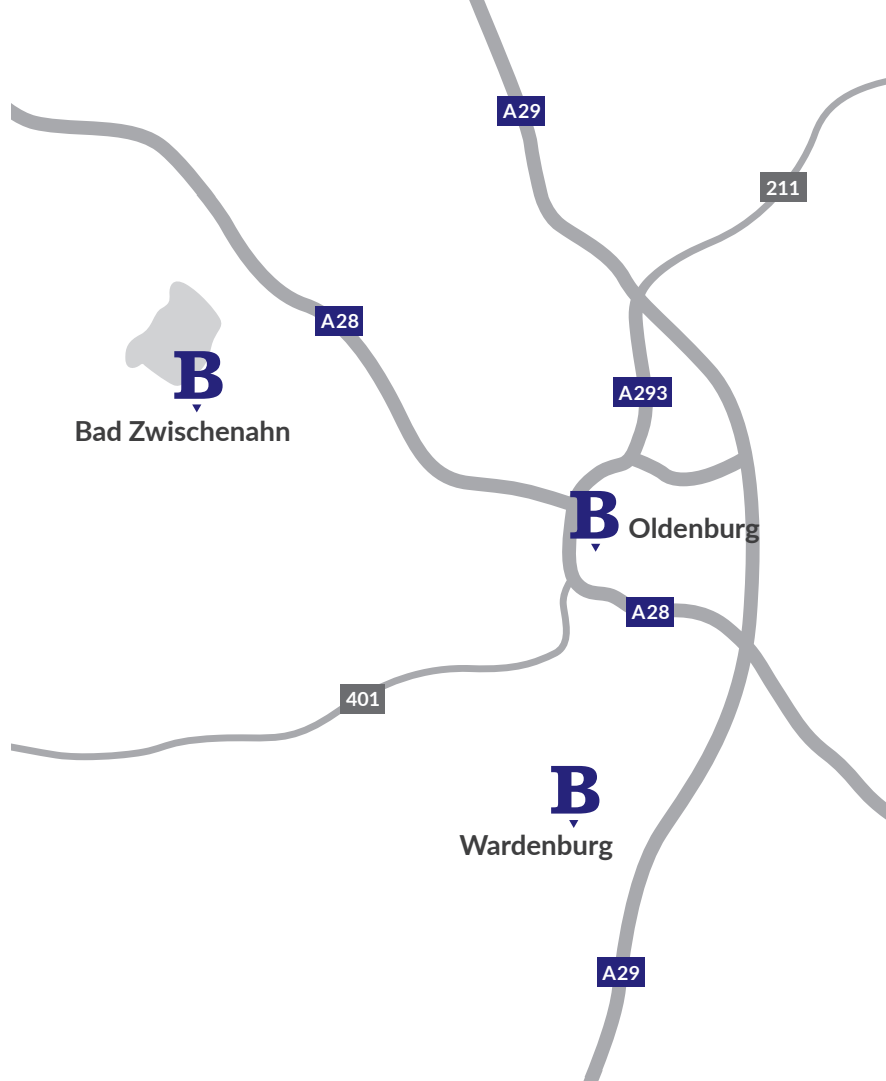 A29
211
A28
B
Bad Zwischenahn
A293
B
Oldenburg
A28
401
B
Wardenburg
A29